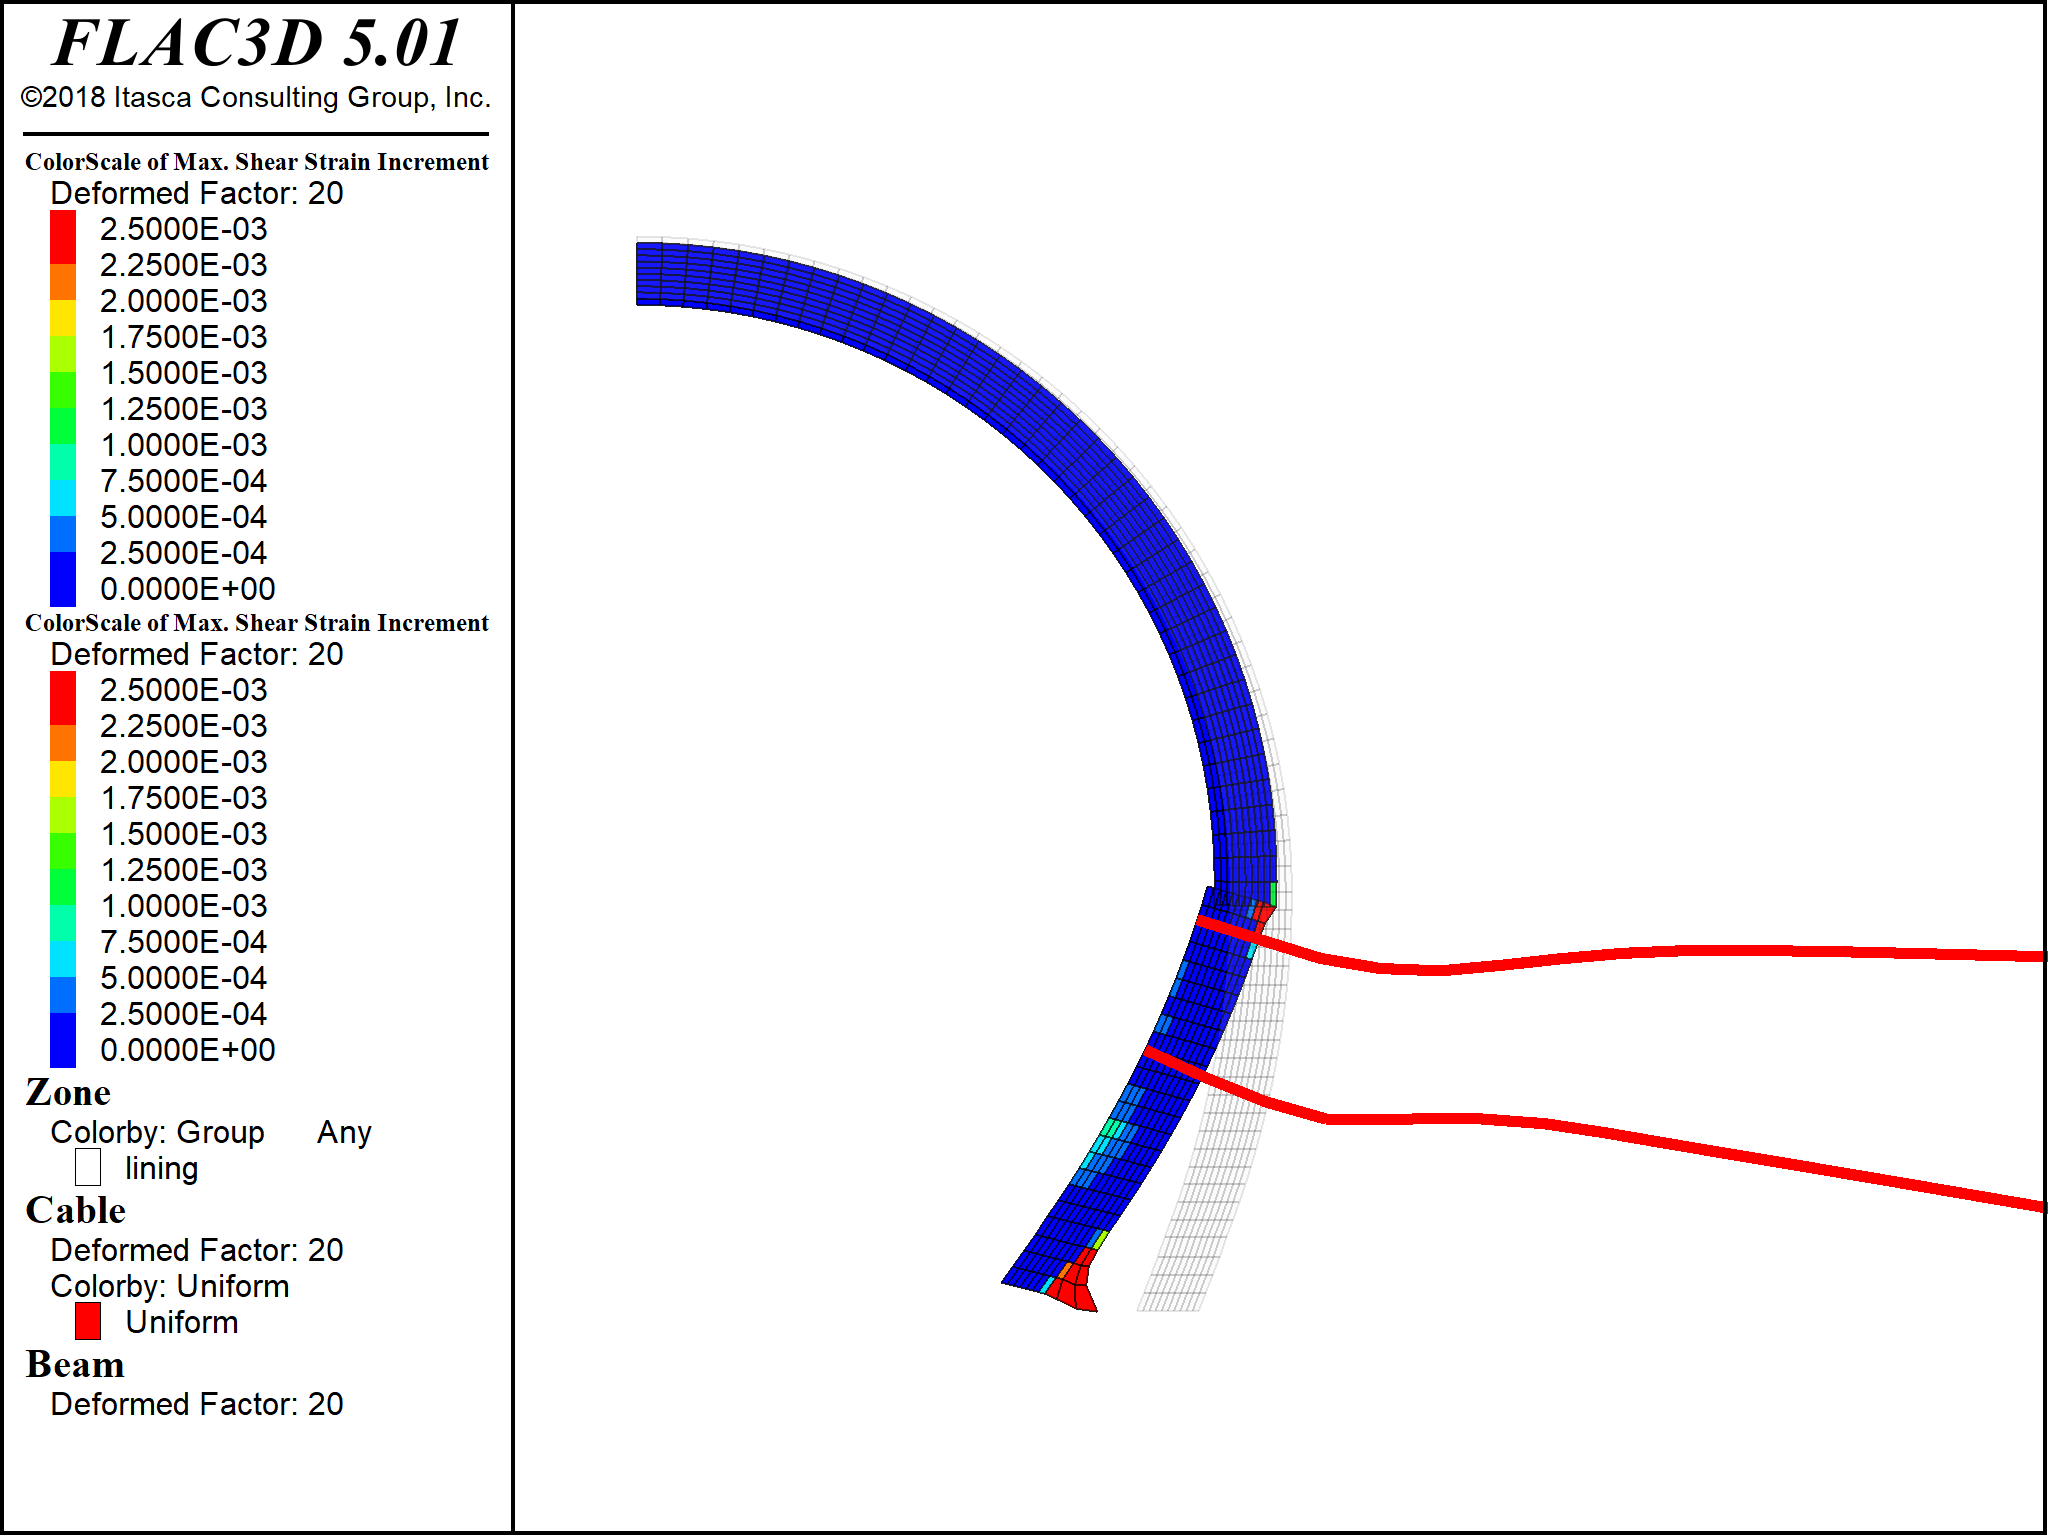 FLAC3D 5.01
©2018 Itasca Consulting Group, Inc.
ColorScale of Max. Shear Strain Increment
Deformed Factor: 20
2.5000E-03
2.2500E-03
2.0000E-03
1.7500E-03
1.5000E-03
1.2500E-03
1.0000E-03
7.5000E-04
5.0000E-04
2.5000E-04
0.0000E+00
ColorScale of Max. Shear Strain Increment
Deformed Factor: 20
2.5000E-03
2.2500E-03
2.0000E-03
1.7500E-03
1.5000E-03
1.2500E-03
1.0000E-03
7.5000E-04
5.0000E-04
2.5000E-04
0.0000E+00
Zone
Colorby: Group Any
lining
Cable
Deformed Factor: 20
Colorby: Uniform
Uniform
Beam
Deformed Factor: 20